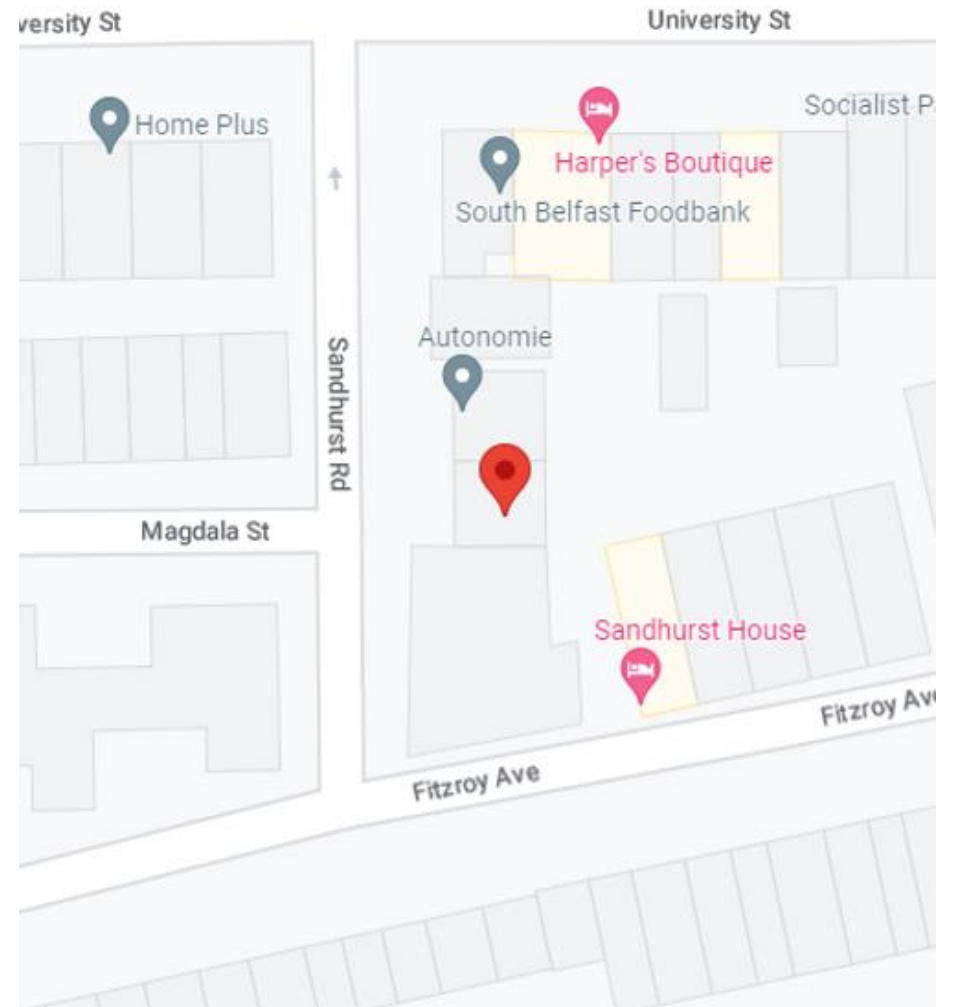 versity St
University St
Home Plus
Socialist P
Harper's Boutique
South Belfast Foodbank
Autonomie
Sandhurst Rd
Magdala St
Sandhurst House
Fitzroy Av
Fitzroy Ave